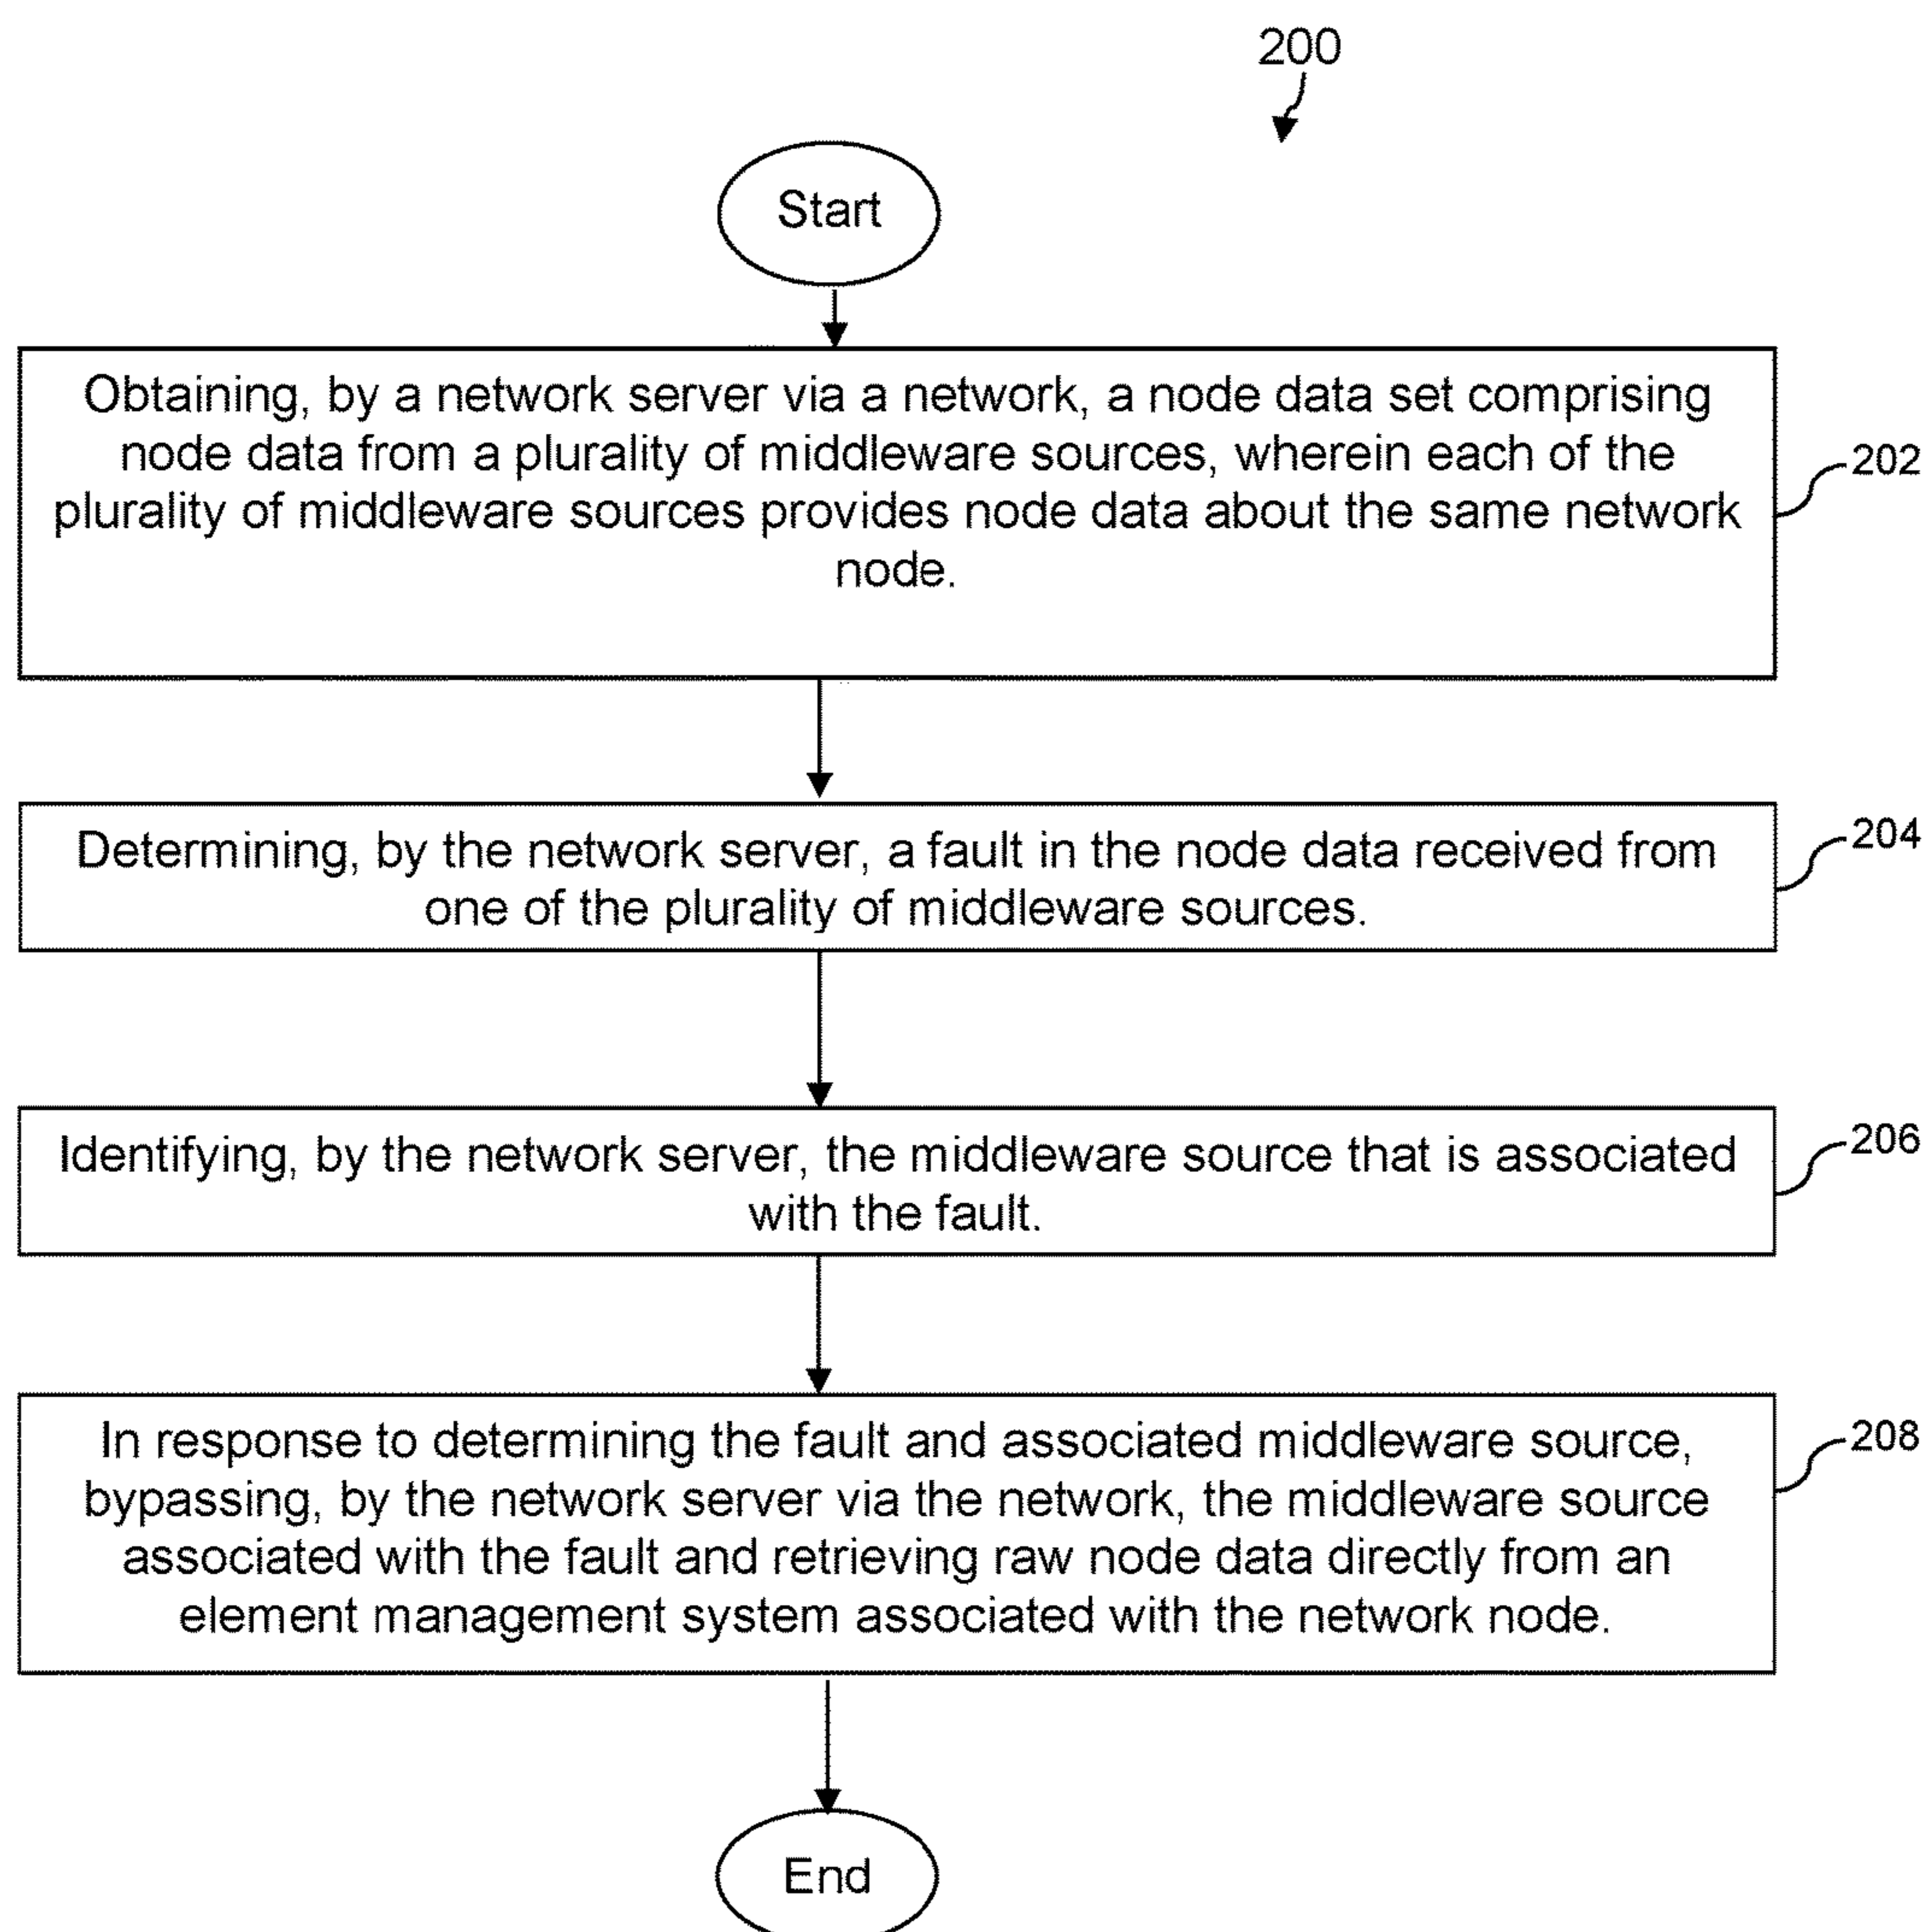 200
Start
Obtaining, by a network server via a network, a node data set comprising
node data from a plurality of middleware sources, wherein each of the
plurality of middleware sources provides node data about the same network
node.
202
Determining, by the network server, a fault in the node data received from
one of the plurality of middleware sources.
204
Identifying, by the network server, the middleware source that is associated
with the fault.
206
In response to determining the fault and associated middleware source,
bypassing, by the network server via the network, the middleware source
associated with the fault and retrieving raw node data directly from an
element management system associated with the network node.
208
End